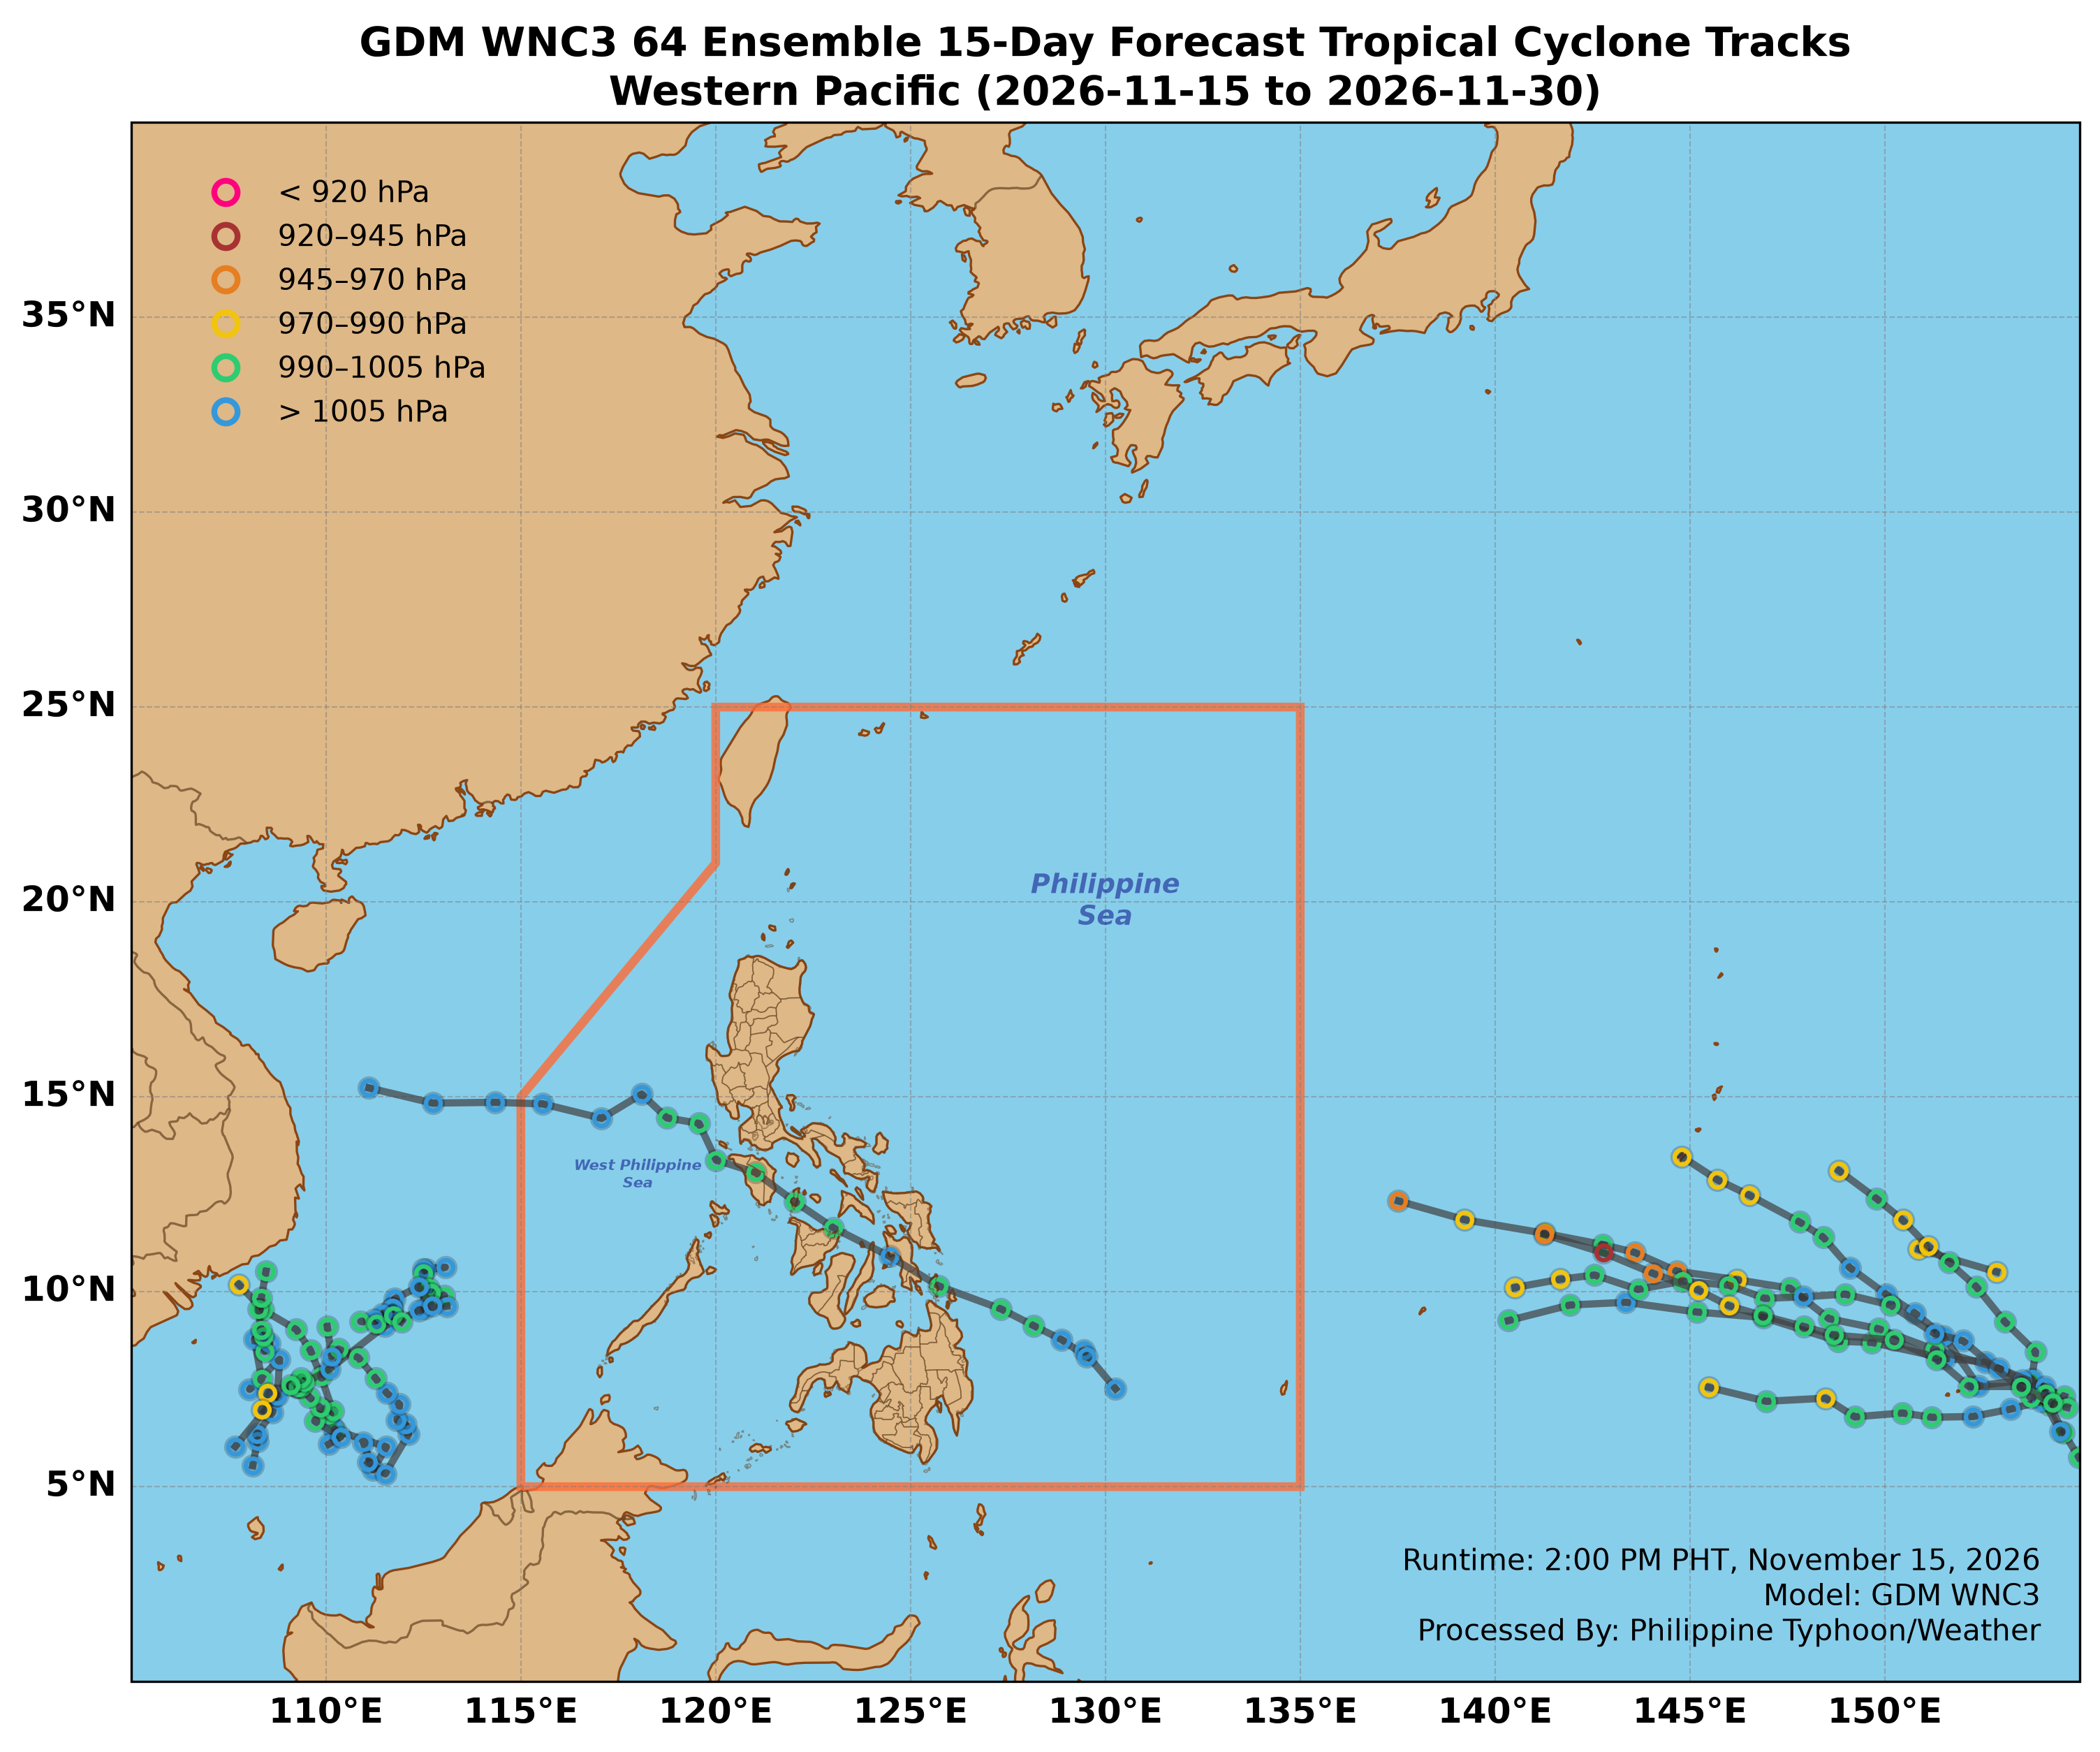 GDM WNC3 64 Ensemble 15-Day Forecast Tropical Cyclone Tracks
Western Pacific (2026-11-15 to 2026-11-30)
< 920 hPa
920–945 hPa
945–970 hPa
970–990 hPa
990–1005 hPa
> 1005 hPa
35°N
30°N
25°N
20°N
15°N
10°N
5°N
Philippine
Sea
West Philippine
Sea
Runtime: 2:00 PM PHT, November 15, 2026
Model: GDM WNC3
Processed By: Philippine Typhoon/Weather
110°E 115°E 120°E 125°E 130°E 135°E 140°E 145°E 150°E